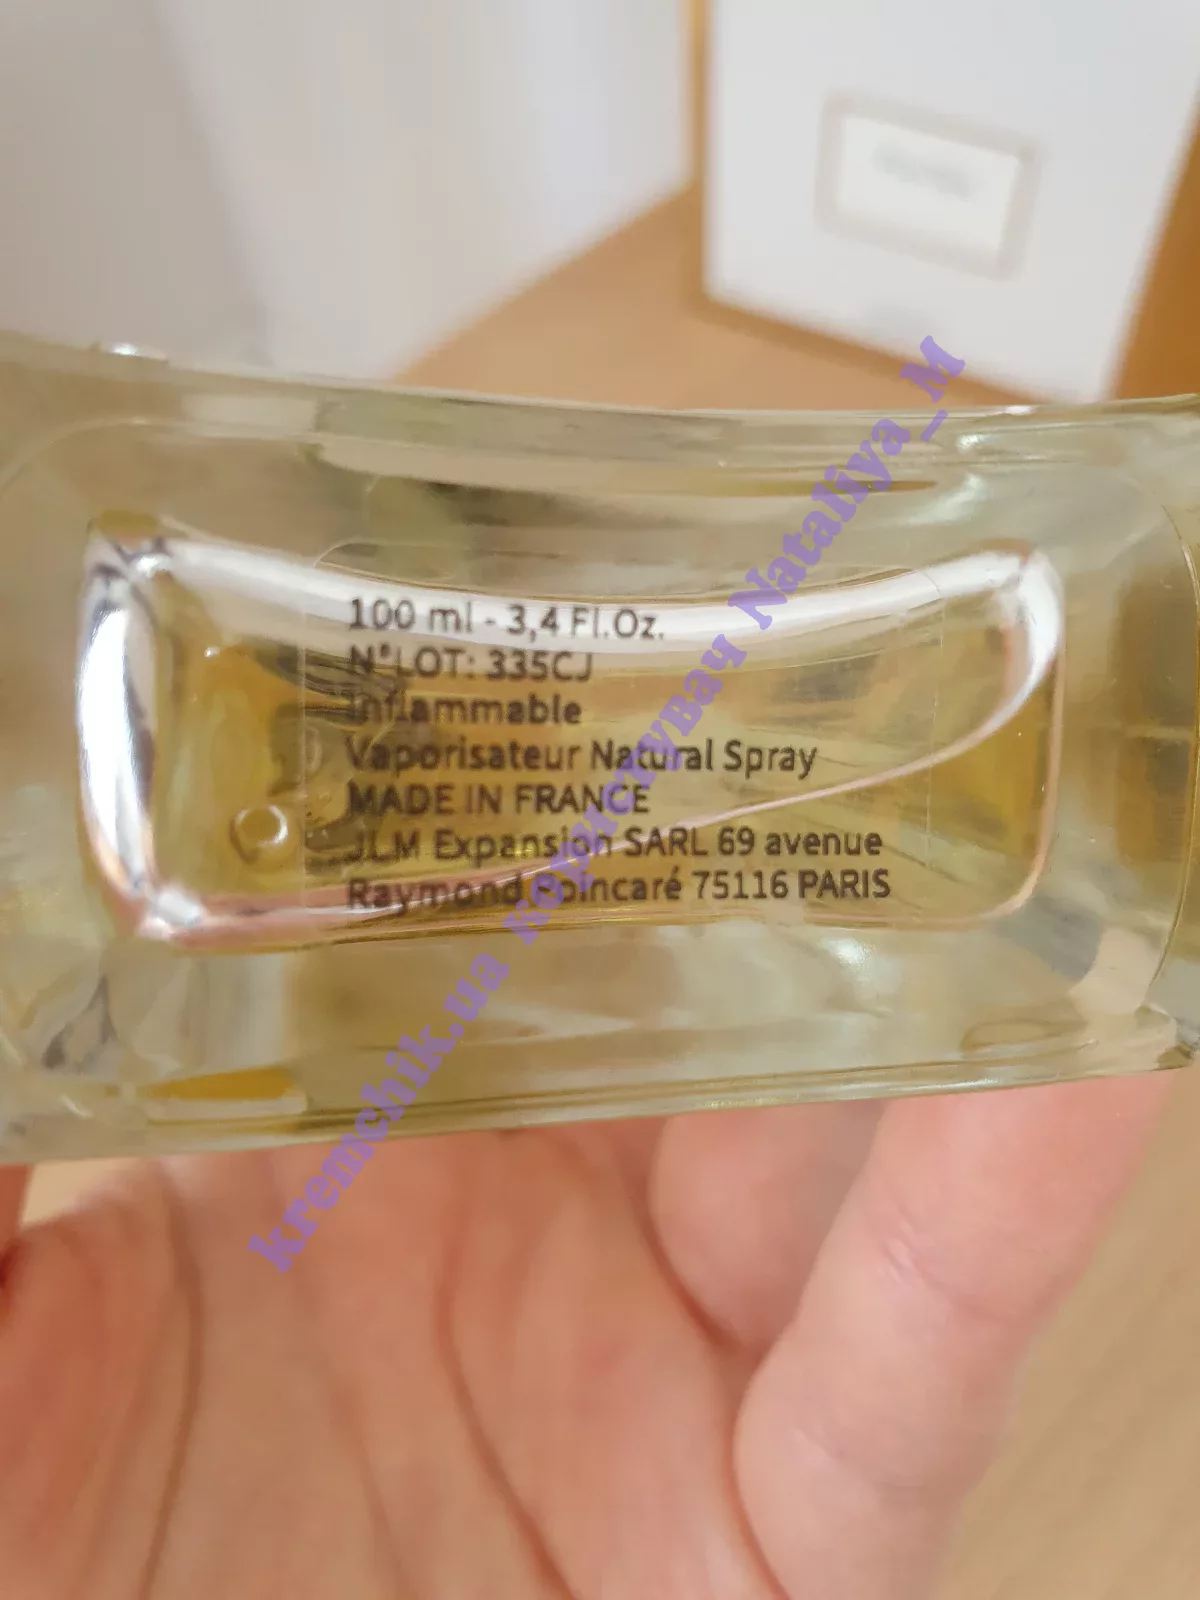 100 ml - 3,4 Fl.Oz.
N°LOT: 335CJ
Inflammable
Vaporisateur Natural Spray
MADE IN FRANCE
JLM Expansion SARL 69 avenue
Raymond Poincaré 75116 PARIS
kremchik.ua Користувач Nataliya_M